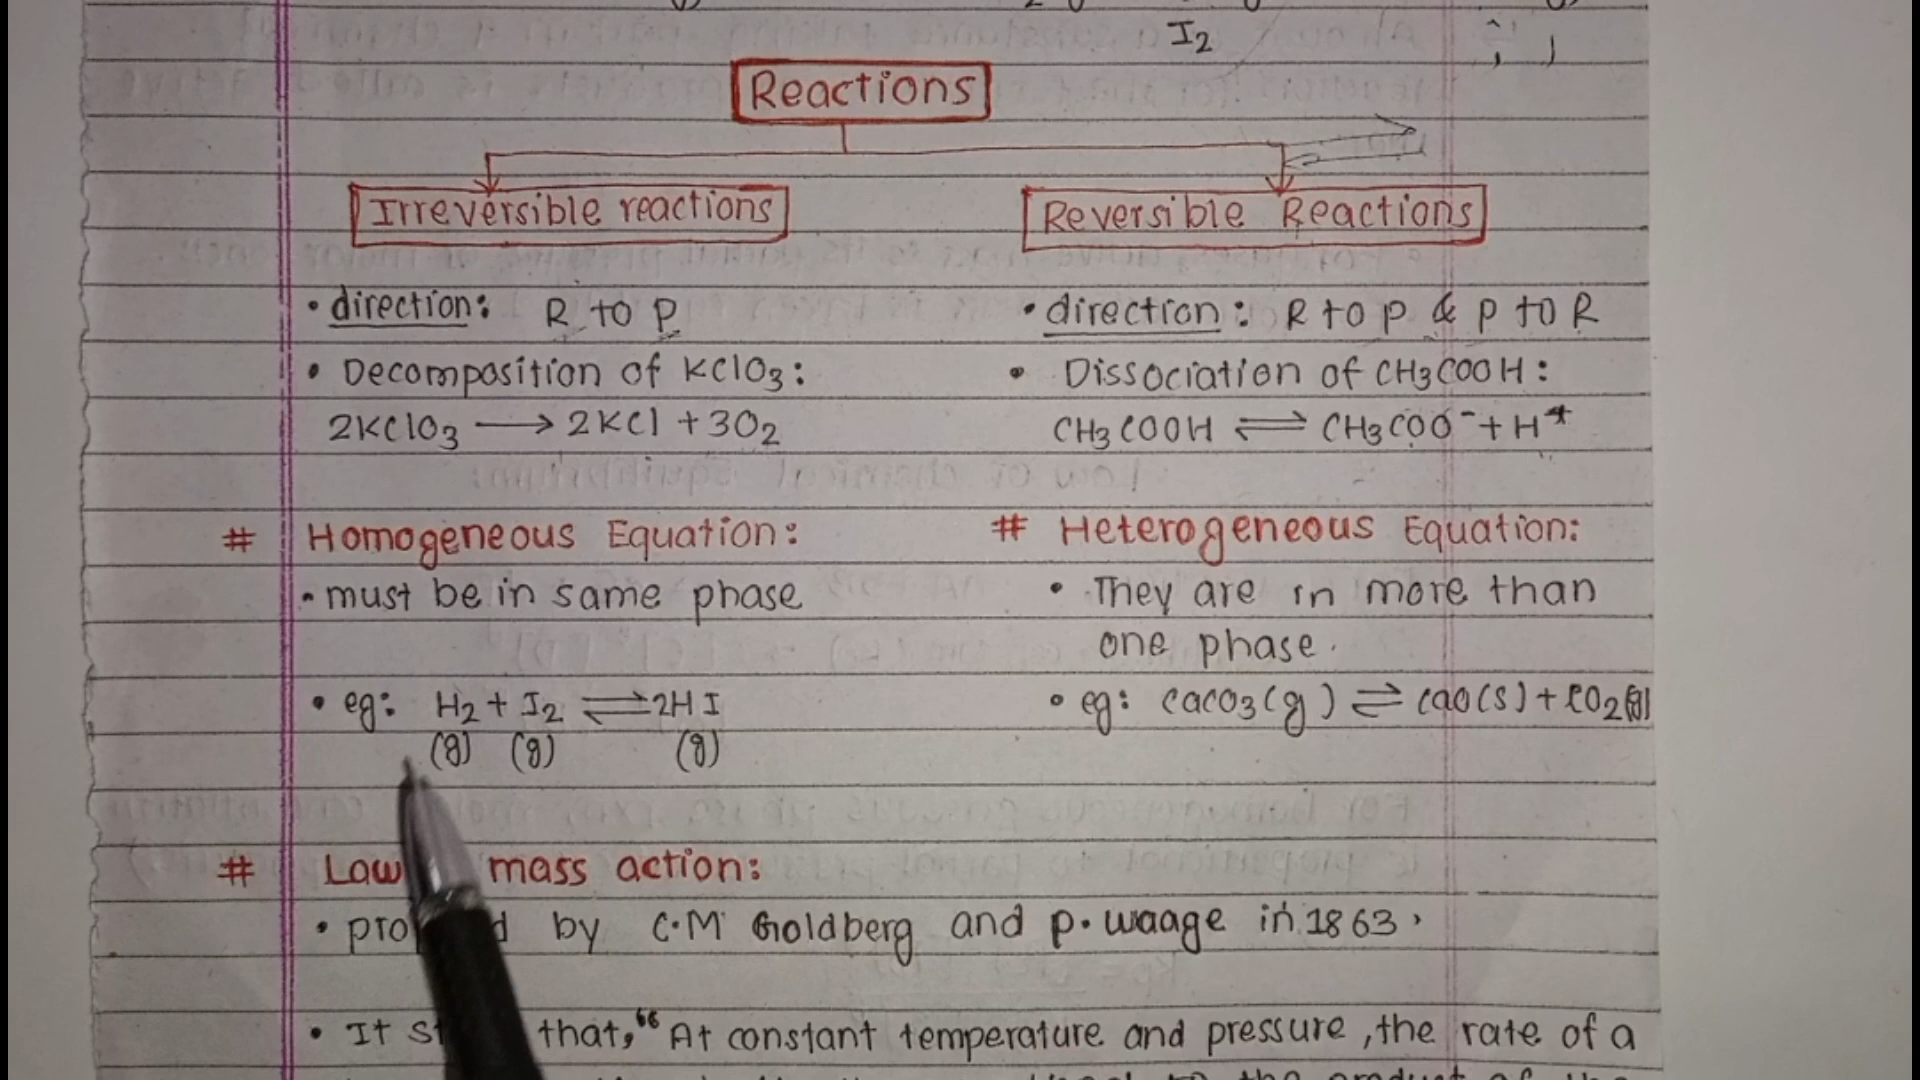 I2
Reactions
Irreversible reactions
Reversible Reactions
• direction: R to P
• direction: R to P & P to R
• Decomposition of KClO3:
• Dissociation of CH3COOH:
2KClO3 ⟶ 2KCl + 3O2
CH3COOH ⇌ CH3COO⁻ + H⁺
# Homogeneous Equation:
# Heterogeneous Equation:
• must be in same phase
• They are in more than
one phase.
• eg: H2 + I2 ⇌ 2HI
(g) (g) (g)
• eg: CaCO3(g) ⇌ CaO(s) + CO2(g)
# Law mass action:
• by C.M Goldberg and P. Waage in 1863.
• It that, “At constant temperature and pressure, the rate of a